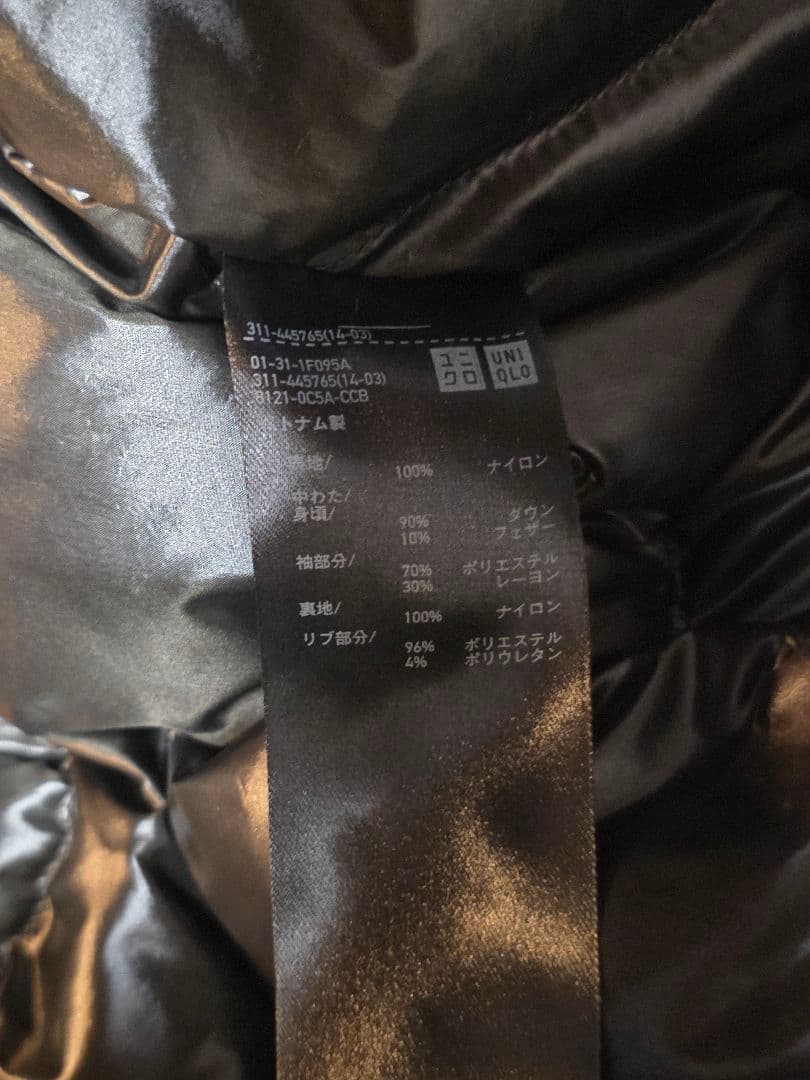 311-445765(14-03)
ユニクロ UNIQLO
01-31-1F095A
311-445765(14-03)
8121-0C5A-CCB
トナム製
地/ 100% ナイロン
中わた/
身頃/ 90% ダウン
10% フェザー
袖部分/ 70% ポリエステル
30% レーヨン
裏地/ 100% ナイロン
リブ部分/ 96% ポリエステル
4% ポリウレタン